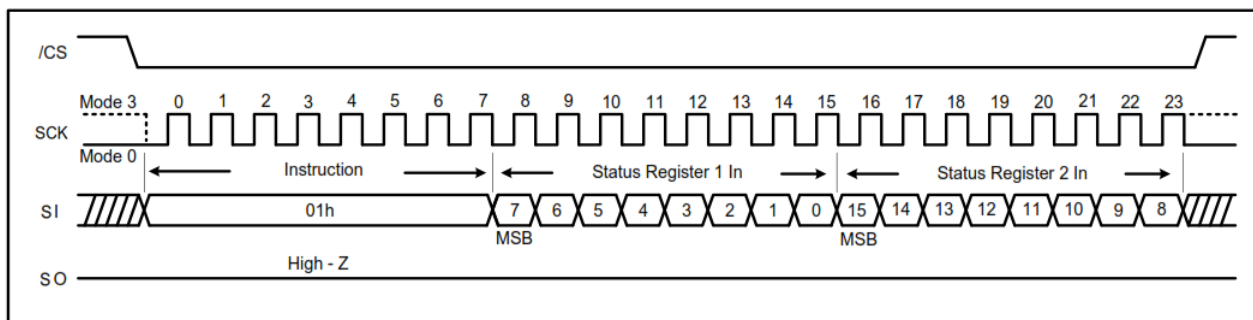 /CS
Mode 3 0 1 2 3 4 5 6 7 8 9 10 11 12 13 14 15 16 17 18 19 20 21 22 23
SCK
Mode 0
Instruction Status Register 1 In Status Register 2 In
SI 01h 7 6 5 4 3 2 1 0 15 14 13 12 11 10 9 8
MSB MSB
High - Z
SO